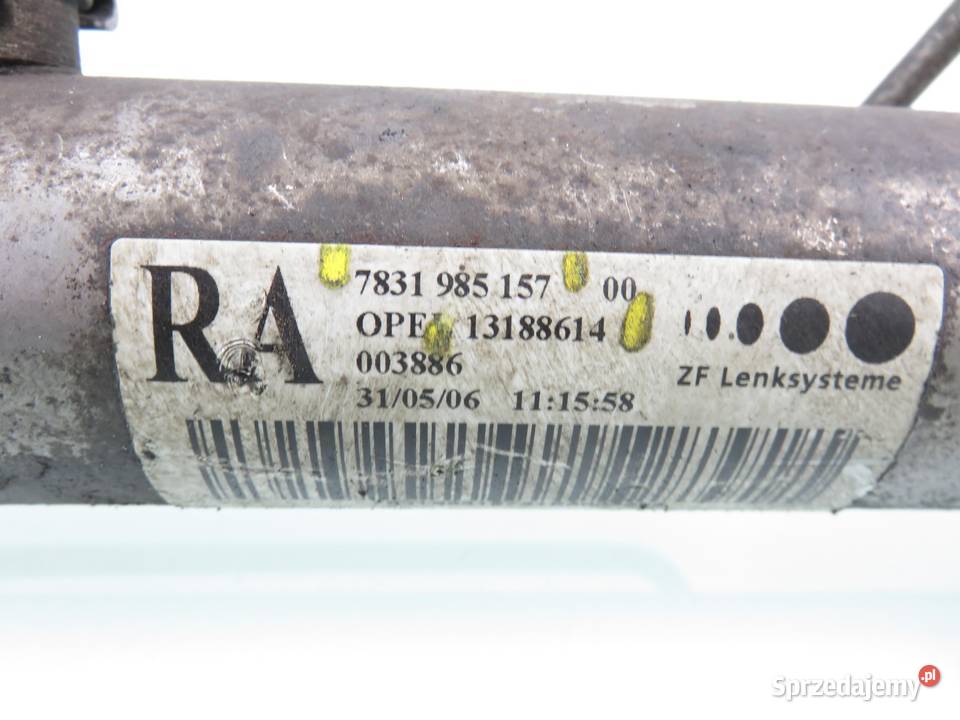 RA
7831 985 157 00
OPEL 13188614
003886
31/05/06 11:15:58
ZF Lenksysteme
Sprzedajemy.pl